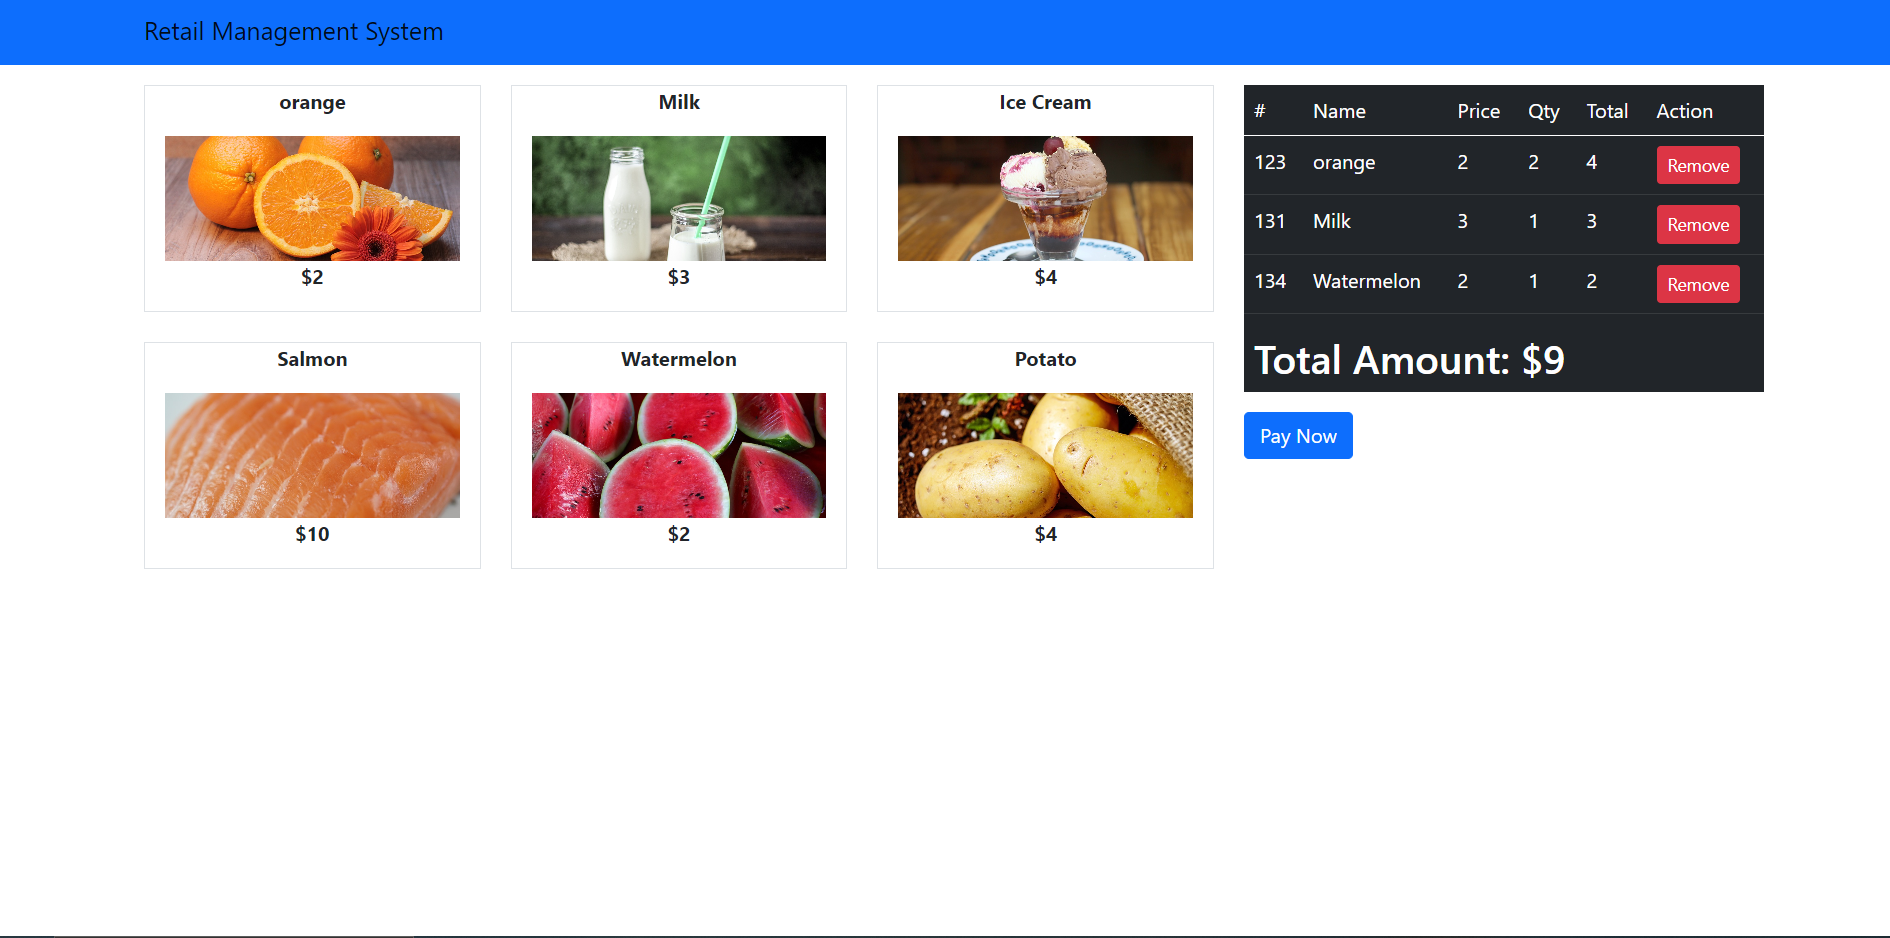 Retail Management System
orange
Milk
Ice Cream
$2
$3
$4
Salmon
Watermelon
Potato
$10
$2
$4
# Name Price Qty Total Action
123 orange 2 2 4 Remove
131 Milk 3 1 3 Remove
134 Watermelon 2 1 2 Remove
Total Amount: $9
Pay Now